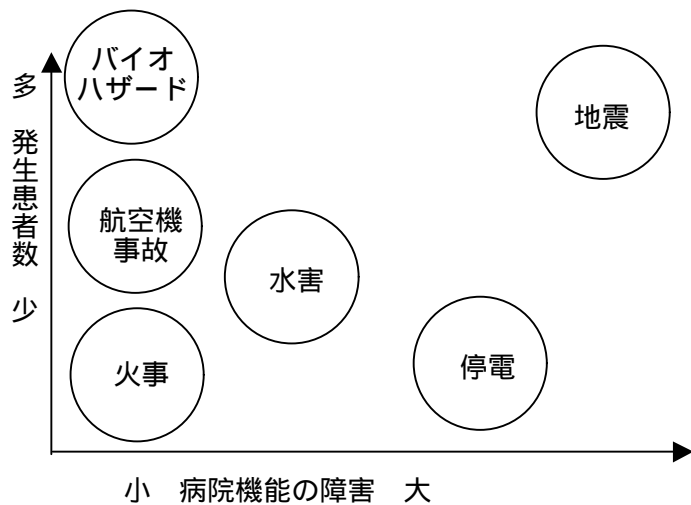 バイオ
ハザード
地震
航空機
事故
水害
火事
停電
多　発生患者数　少
小　病院機能の障害　大